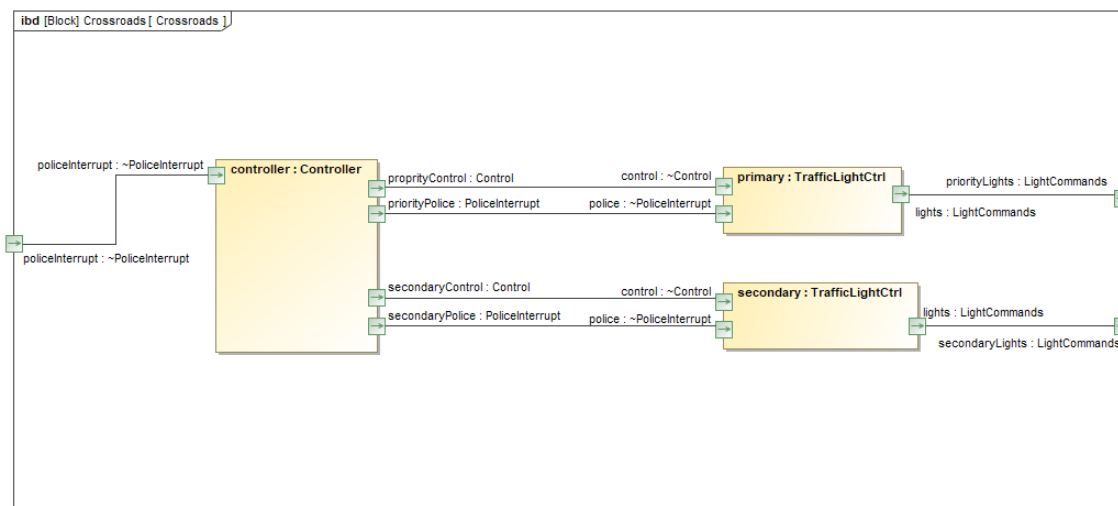 ibd [Block] Crossroads [ Crossroads ]
policeInterrupt : ~PoliceInterrupt
policeInterrupt : ~PoliceInterrupt
controller : Controller
proprityControl : Control
priorityPolice : PoliceInterrupt
secondaryControl : Control
secondaryPolice : PoliceInterrupt
control : ~Control
police : ~PoliceInterrupt
primary : TrafficLightCtrl
priorityLights : LightCommands
lights : LightCommands
control : ~Control
police : ~PoliceInterrupt
secondary : TrafficLightCtrl
lights : LightCommands
secondaryLights : LightCommands